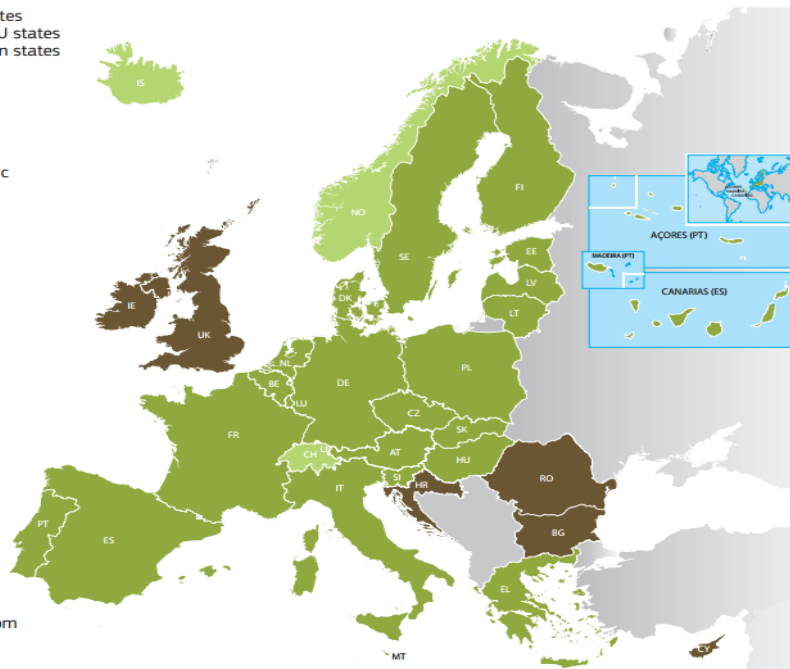 tes
U states
n states
IS
c
NO
SE
FI
AÇORES (PT)
MADEIRA (PT)
CANARIAS (ES)
EE
LV
LT
DK
IE
UK
NL
BE
LU
DE
PL
CZ
SK
FR
CH
LI
AT
HU
SI
HR
RO
IT
BG
PT
ES
EL
om
MT
CY